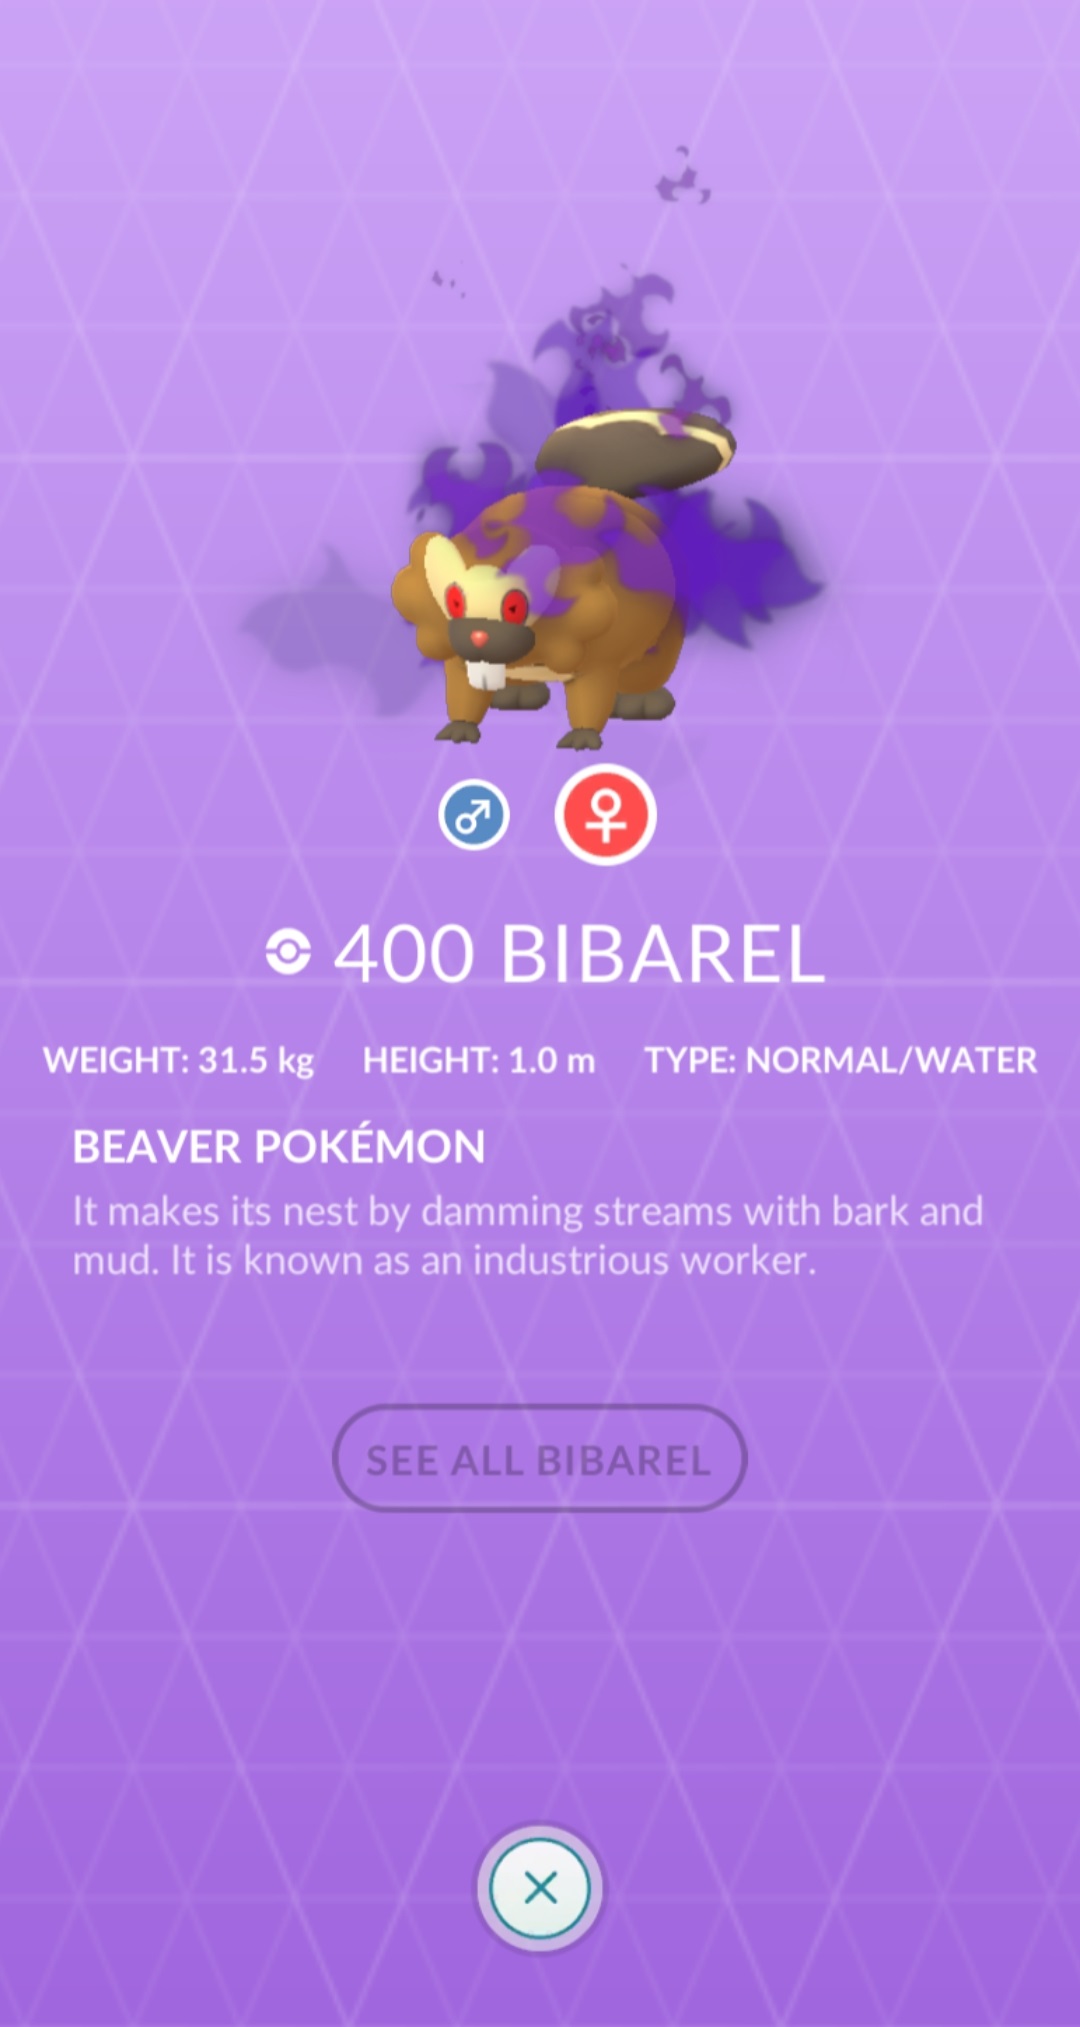 400 BIBAREL
WEIGHT: 31.5 kg HEIGHT: 1.0 m TYPE: NORMAL/WATER
BEAVER POKÉMON
It makes its nest by damming streams with bark and
mud. It is known as an industrious worker.
SEE ALL BIBAREL